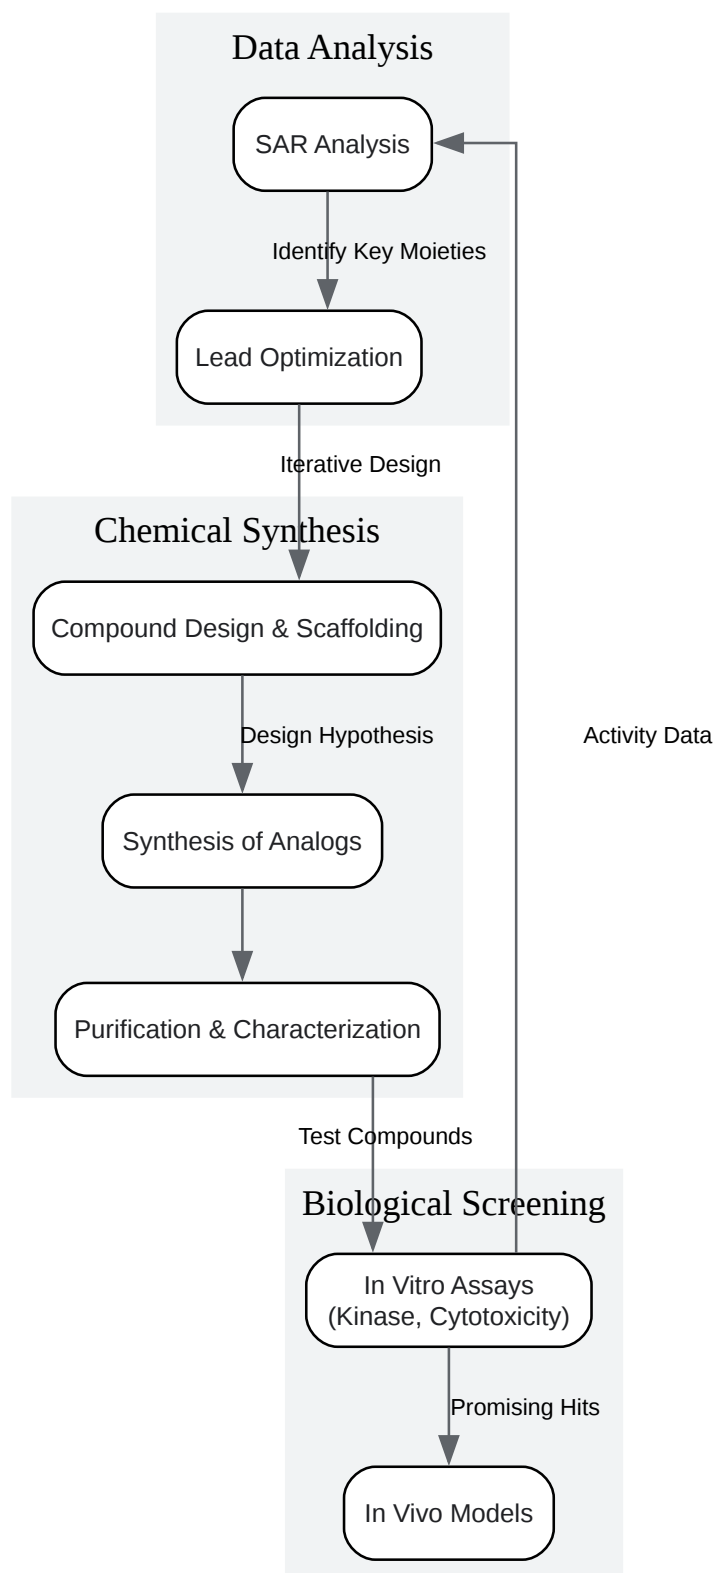 Data Analysis
SAR Analysis
Identify Key Moieties
Lead Optimization
Iterative Design
Chemical Synthesis
Compound Design & Scaffolding
Design Hypothesis
Activity Data
Synthesis of Analogs
Purification & Characterization
Test Compounds
Biological Screening
In Vitro Assays
(Kinase, Cytotoxicity)
Promising Hits
In Vivo Models